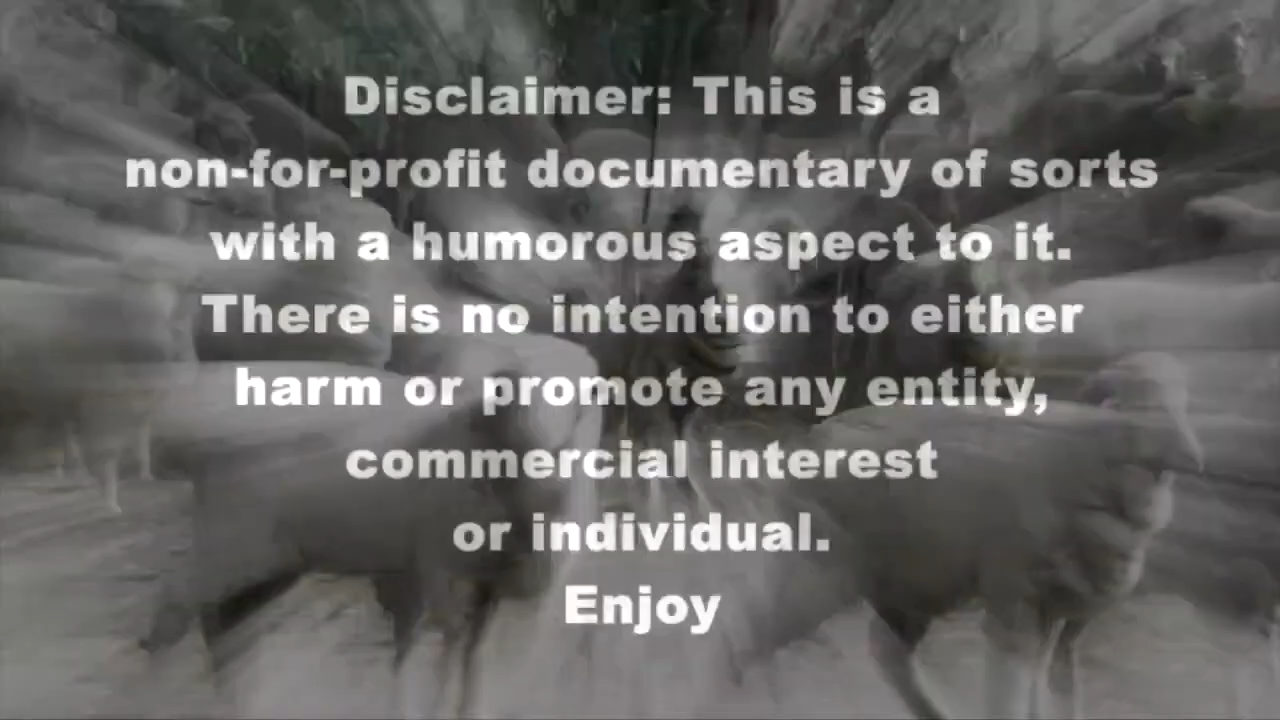 Disclaimer: This is a
non-for-profit documentary of sorts
with a humorous aspect to it.
There is no intention to either
harm or promote any entity,
commercial interest
or individual.
Enjoy